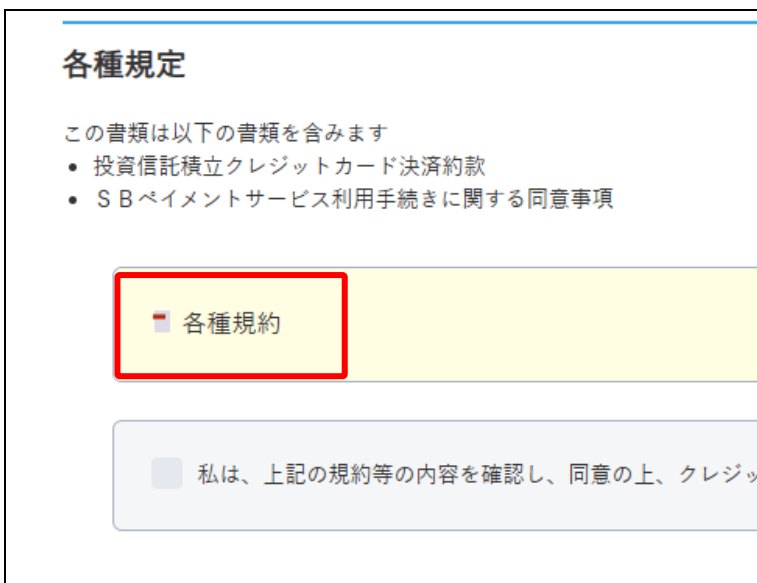 各種規定
この書類は以下の書類を含みます
• 投資信託積立クレジットカード決済約款
• ＳＢペイメントサービス利用手続きに関する同意事項
各種規約
私は、上記の規約等の内容を確認し、同意の上、クレジッ